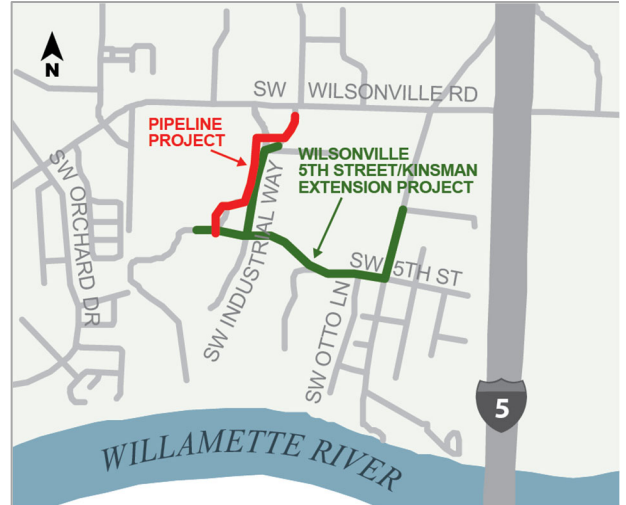 N
SW WILSONVILLE RD
PIPELINE
PROJECT
WILSONVILLE
5TH STREET/KINSMAN
EXTENSION PROJECT
SW ORCHARD DR
SW INDUSTRIAL WAY
SW 5TH ST
SW OTTO LN
5
WILLAMETTE RIVER